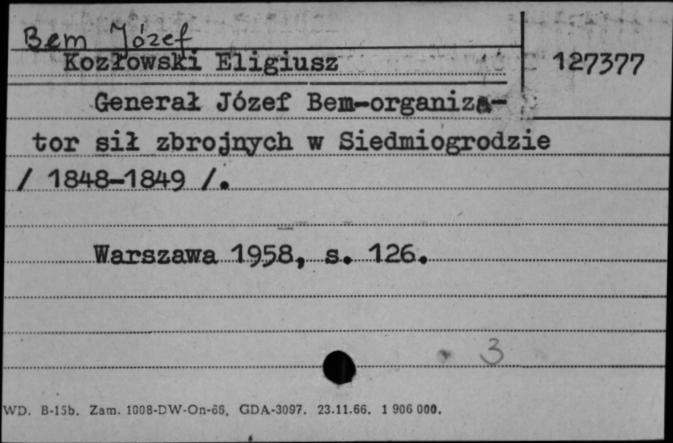 Bem Józef
Kozłowski Eligiusz
127377
Generał Józef Bem-organiza-
tor sił zbrojnych w Siedmiogrodzie
/ 1848-1849 /.
Warszawa 1958, s. 126.
3
WD. B-15b. Zam. 1008-DW-On-66, GDA-3097. 23.11.66. 1 906 000.